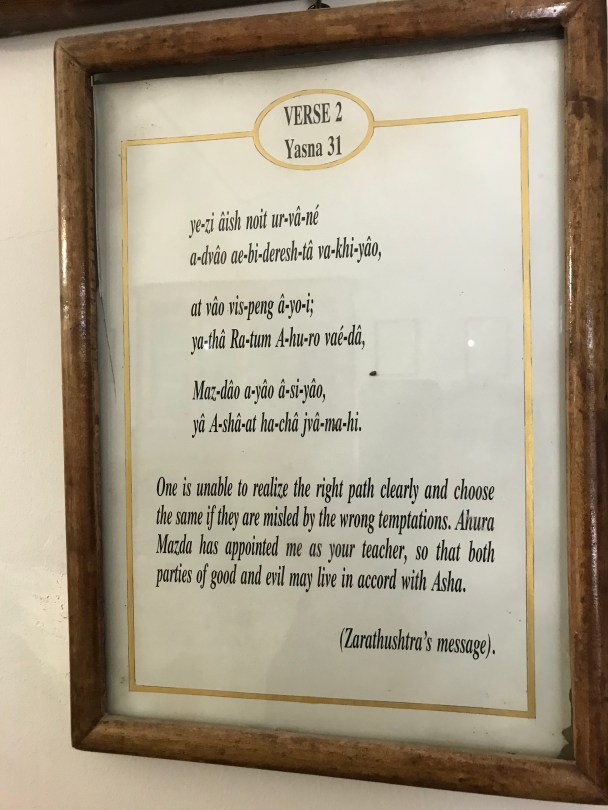 VERSE 2
Yasna 31
ye-zi âish noit ur-vâ-né
a-dvâo ae-bi-deresh-tâ va-khi-yâo,
at vâo vis-peng â-yo-i;
ya-thâ Ra-tum A-hu-ro vaé-dâ,
Maz-dâo a-yâo â-si-yâo,
yâ A-shâ-at ha-châ jvâ-ma-hi.
One is unable to realize the right path clearly and choose
the same if they are misled by the wrong temptations. Ahura
Mazda has appointed me as your teacher, so that both
parties of good and evil may live in accord with Asha.
(Zarathushtra's message).